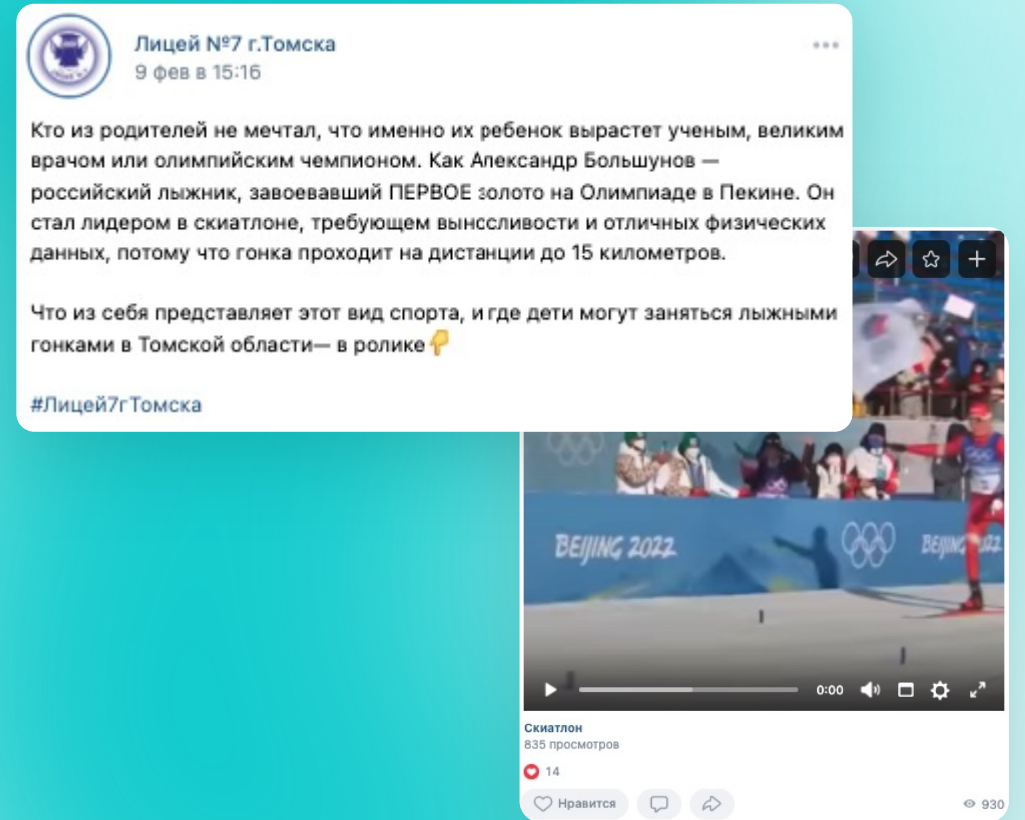 Лицей №7 г.Томска
9 фев в 15:16
Кто из родителей не мечтал, что именно их ребенок вырастет ученым, великим
врачом или олимпийским чемпионом. Как Александр Большунов —
российский лыжник, завоевавший ПЕРВОЕ золото на Олимпиаде в Пекине. Он
стал лидером в скиатлоне, требующем выносливости и отличных физических
данных, потому что гонка проходит на дистанции до 15 километров.
Что из себя представляет этот вид спорта, и где дети могут заняться лыжными
гонками в Томской области— в ролике👇
#Лицей7гТомска
BEIJING 2022
BEIJING 2022
0:00
Скиатлон
835 просмотров
14
Нравится
930